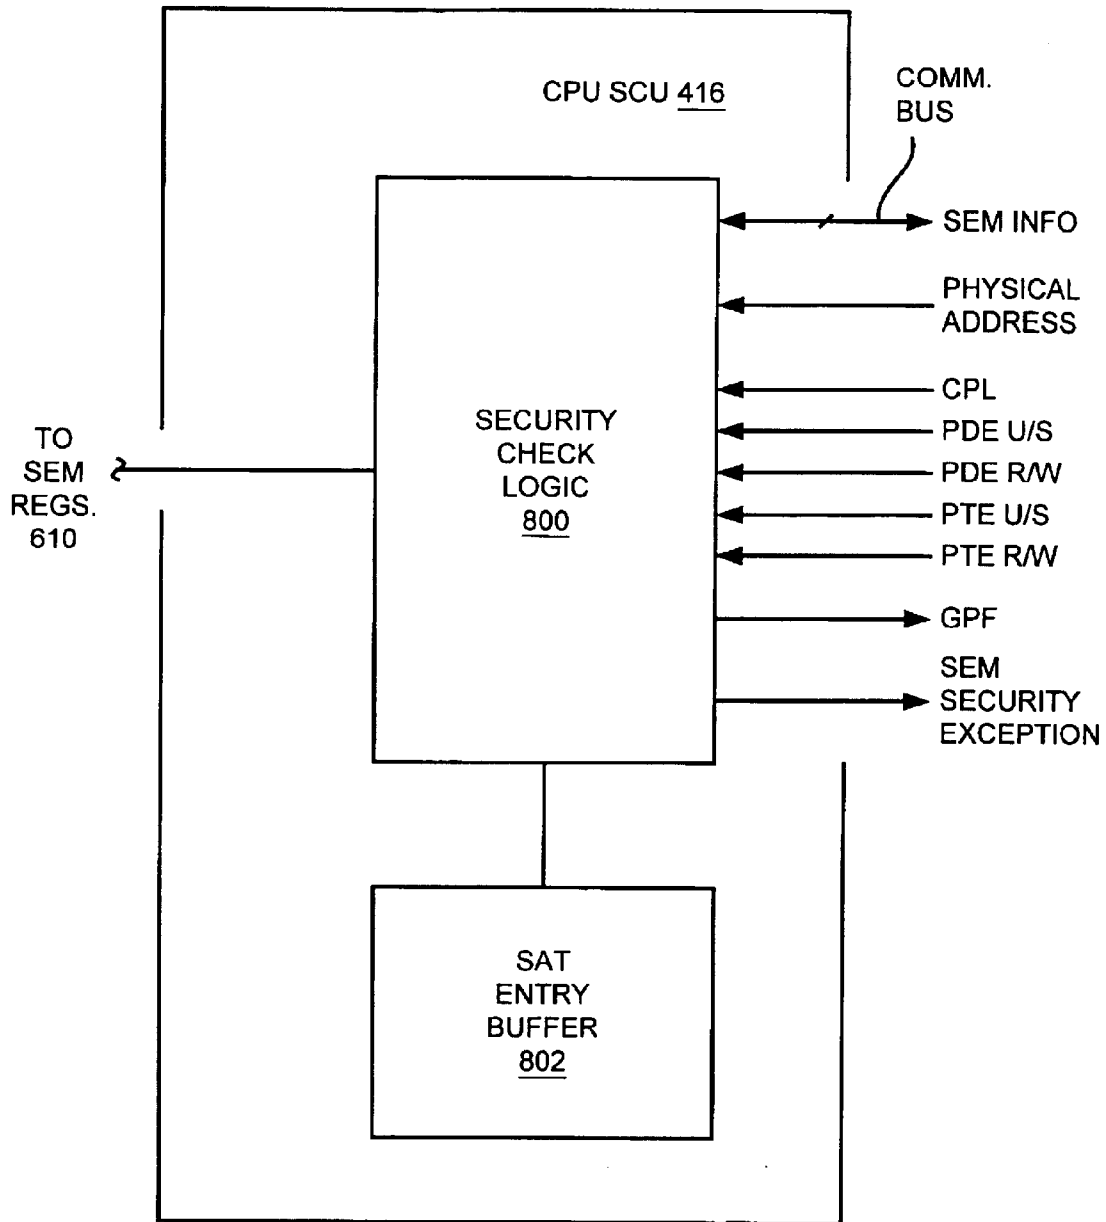 CPU SCU 416
COMM.
BUS
SEM INFO
PHYSICAL
ADDRESS
CPL
PDE U/S
PDE R/W
PTE U/S
PTE R/W
GPF
SEM
SECURITY
EXCEPTION
TO
SEM
REGS.
610
SECURITY
CHECK
LOGIC
800
SAT
ENTRY
BUFFER
802